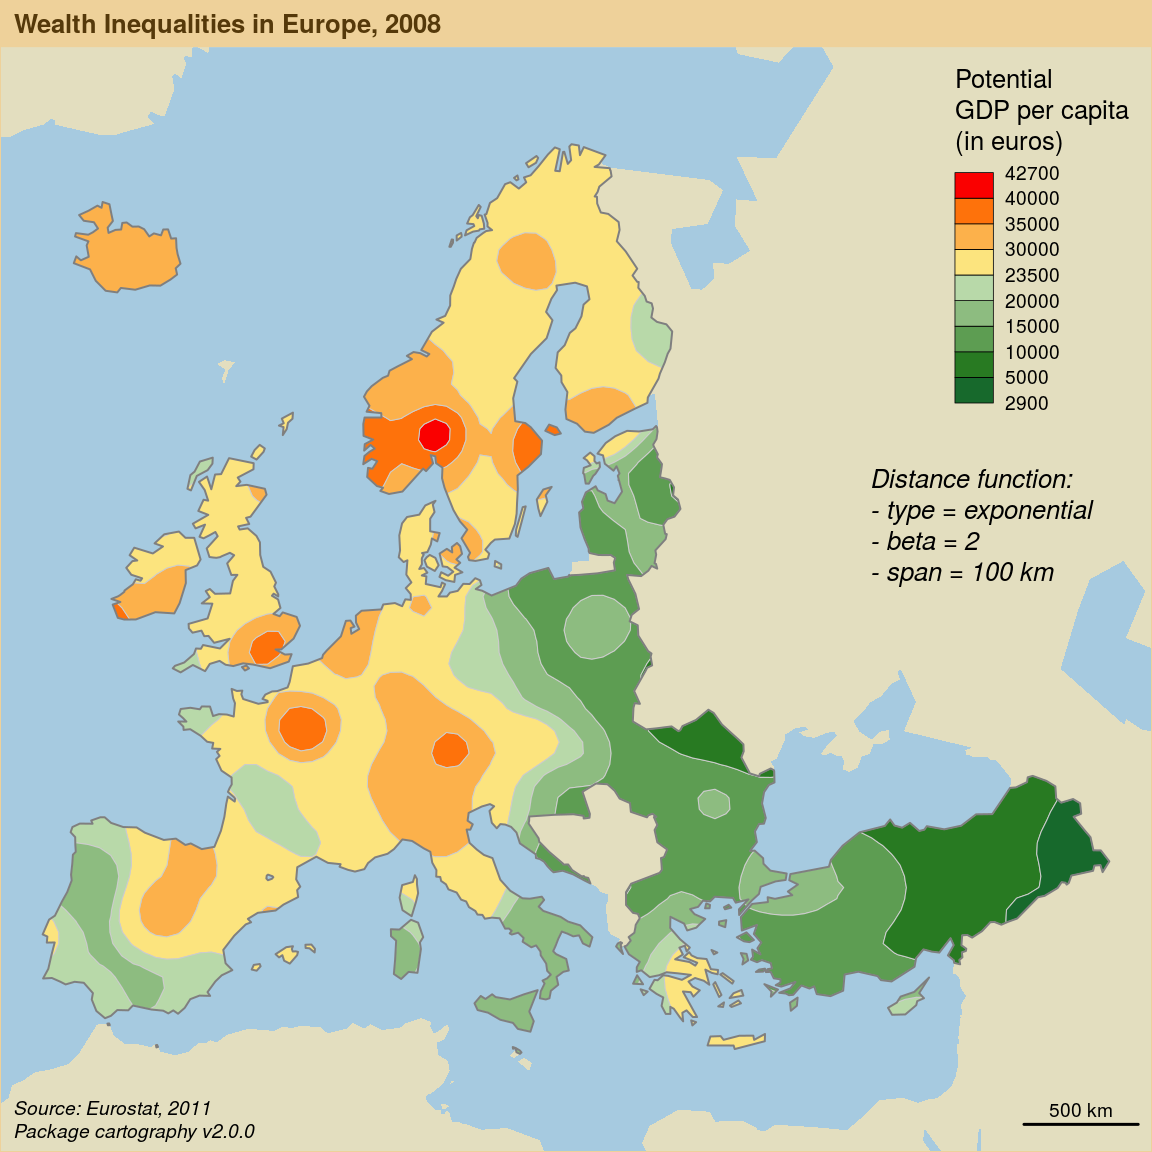 Wealth Inequalities in Europe, 2008
Potential
GDP per capita
(in euros)
42700
40000
35000
30000
23500
20000
15000
10000
5000
2900
Distance function:
- type = exponential
- beta = 2
- span = 100 km
Source: Eurostat, 2011
Package cartography v2.0.0
500 km